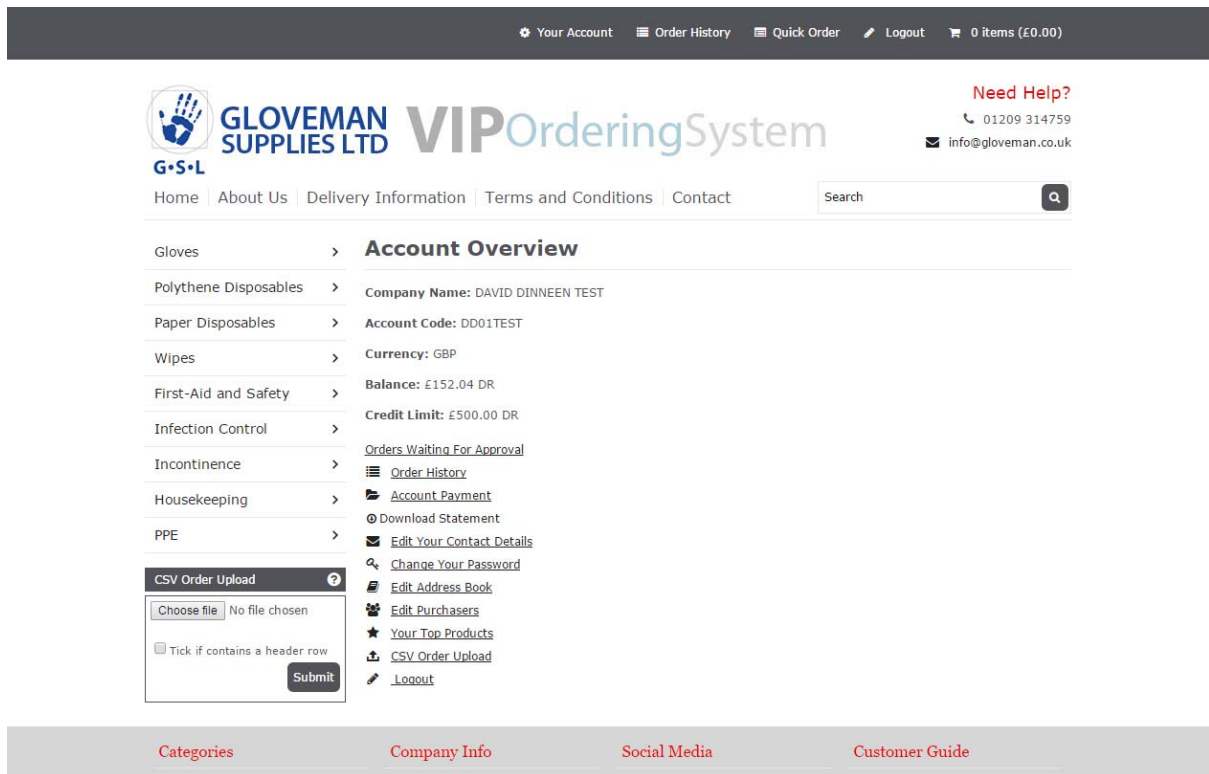 Your Account Order History Quick Order Logout 0 items (£0.00)
Need Help?
01209 314759
info@gloveman.co.uk
GLOVEMAN
SUPPLIES LTD
G•S•L
VIPOrderingSystem
Home About Us Delivery Information Terms and Conditions Contact
Search
Gloves
Polythene Disposables
Paper Disposables
Wipes
First-Aid and Safety
Infection Control
Incontinence
Housekeeping
PPE
CSV Order Upload ?
Choose file No file chosen
Tick if contains a header row
Submit
Account Overview
Company Name: DAVID DINNEEN TEST
Account Code: DD01TEST
Currency: GBP
Balance: £152.04 DR
Credit Limit: £500.00 DR
Orders Waiting For Approval
Order History
Account Payment
Download Statement
Edit Your Contact Details
Change Your Password
Edit Address Book
Edit Purchasers
Your Top Products
CSV Order Upload
Logout
Categories Company Info Social Media Customer Guide